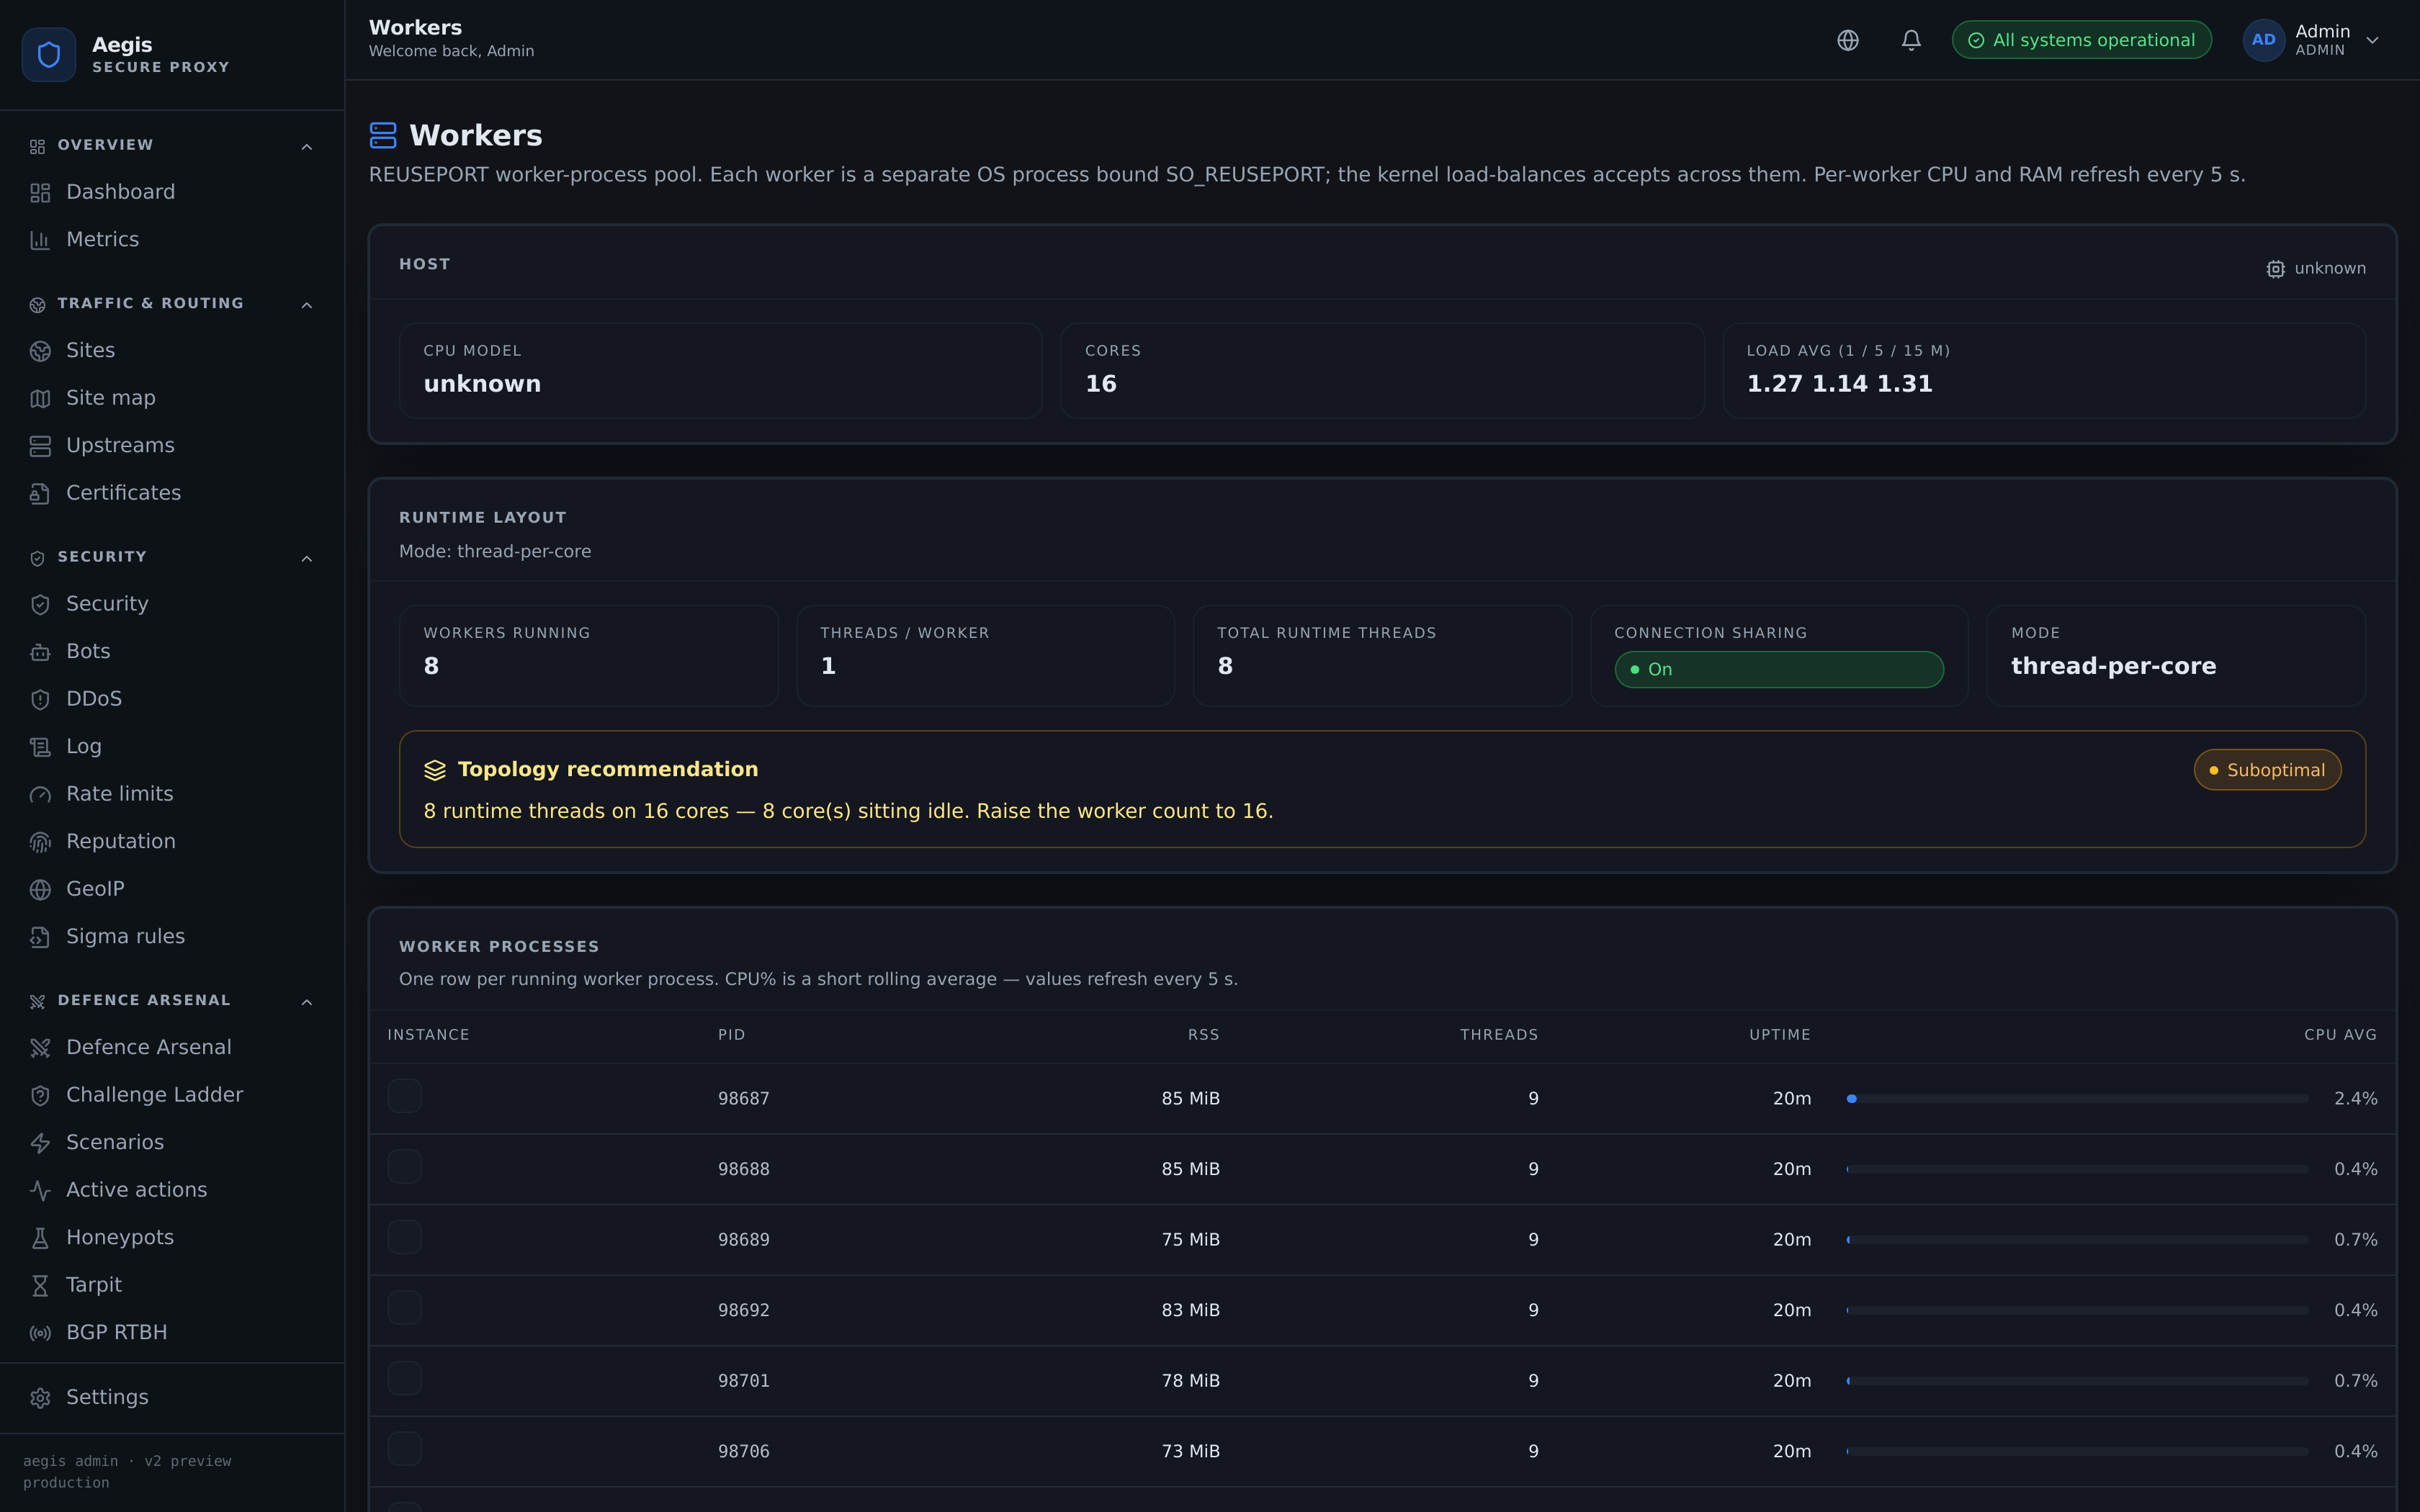 Aegis
SECURE PROXY
OVERVIEW
Dashboard
Metrics
TRAFFIC & ROUTING
Sites
Site map
Upstreams
Certificates
SECURITY
Security
Bots
DDoS
Log
Rate limits
Reputation
GeoIP
Sigma rules
DEFENCE ARSENAL
Defence Arsenal
Challenge Ladder
Scenarios
Active actions
Honeypots
Tarpit
BGP RTBH
Settings
aegis admin · v2 preview
production
Workers
Welcome back, Admin
All systems operational
AD
Admin
ADMIN
Workers
REUSEPORT worker-process pool. Each worker is a separate OS process bound SO_REUSEPORT; the kernel load-balances accepts across them. Per-worker CPU and RAM refresh every 5 s.
HOST
unknown
CPU MODEL
unknown
CORES
16
LOAD AVG (1 / 5 / 15 M)
1.27 1.14 1.31
RUNTIME LAYOUT
Mode: thread-per-core
WORKERS RUNNING
8
THREADS / WORKER
1
TOTAL RUNTIME THREADS
8
CONNECTION SHARING
On
MODE
thread-per-core
Topology recommendation
Suboptimal
8 runtime threads on 16 cores — 8 core(s) sitting idle. Raise the worker count to 16.
WORKER PROCESSES
One row per running worker process. CPU% is a short rolling average — values refresh every 5 s.
INSTANCE PID RSS THREADS UPTIME CPU AVG
98687 85 MiB 9 20m 2.4%
98688 85 MiB 9 20m 0.4%
98689 75 MiB 9 20m 0.7%
98692 83 MiB 9 20m 0.4%
98701 78 MiB 9 20m 0.7%
98706 73 MiB 9 20m 0.4%